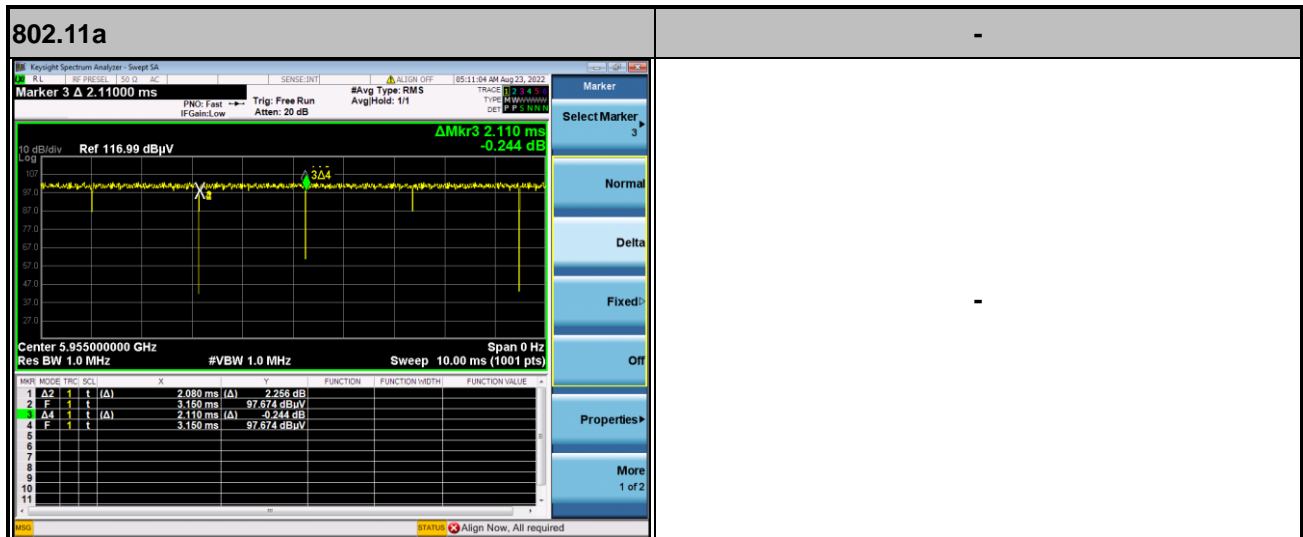 802.11a -
Keysight Spectrum Analyzer - Swept SA
RL RF PRESEL 50 Ω AC SENSE:INT ALIGN OFF 05:11:04 AM Aug 23, 2022
Marker 3 Δ 2.11000 ms
PNO: Fast Trig: Free Run #Avg Type: RMS TRACE 1 2 3 4 5 6
IFGain:Low Atten: 20 dB Avg|Hold: 1/1 TYPE MWWWWW
DET P P S N N N
Marker
Select Marker
3
ΔMkr3 2.110 ms
-0.244 dB
10 dB/div Ref 116.99 dBµV
Log
107
97.0
87.0
77.0
67.0
57.0
47.0
37.0
27.0
3Δ4
Normal
Delta
Fixed
Off
-
Center 5.955000000 GHz Span 0 Hz
Res BW 1.0 MHz #VBW 1.0 MHz Sweep 10.00 ms (1001 pts)
MKR MODE TRC SCL X Y FUNCTION FUNCTION WIDTH FUNCTION VALUE
1 Δ2 1 t (Δ) 2.080 ms (Δ) 2.256 dB
2 F 1 t 3.150 ms 97.674 dBµV
3 Δ4 1 t (Δ) 2.110 ms (Δ) -0.244 dB
4 F 1 t 3.150 ms 97.674 dBµV
5
6
7
8
9
10
11
Properties
More
1 of 2
MSG STATUS Align Now, All required